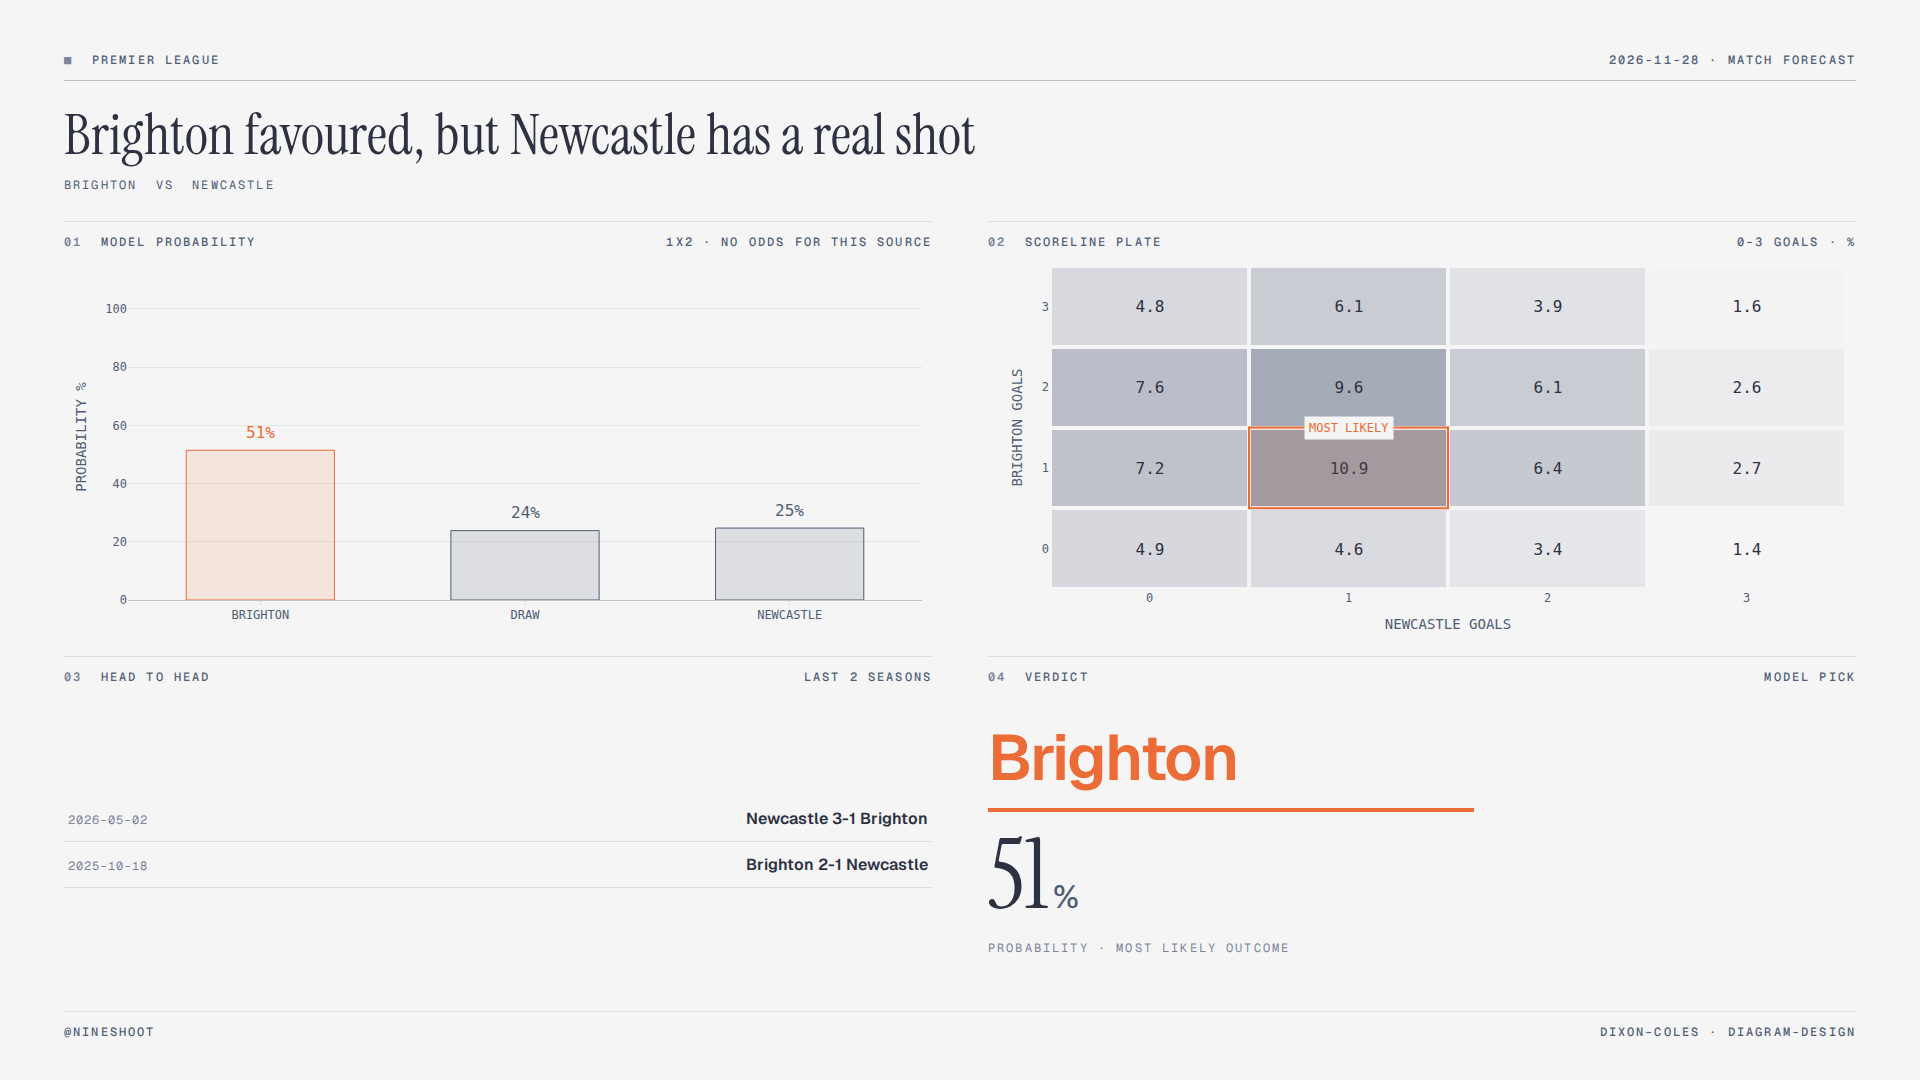 PREMIER LEAGUE
2026-11-28 · MATCH FORECAST
Brighton favoured, but Newcastle has a real shot
BRIGHTON VS NEWCASTLE
01 MODEL PROBABILITY
1X2 · NO ODDS FOR THIS SOURCE
PROBABILITY %
100
80
60
40
20
0
51%
24%
25%
BRIGHTON
DRAW
NEWCASTLE
02 SCORELINE PLATE
0-3 GOALS · %
BRIGHTON GOALS
3 4.8 6.1 3.9 1.6
2 7.6 9.6 6.1 2.6
MOST LIKELY
1 7.2 10.9 6.4 2.7
0 4.9 4.6 3.4 1.4
0 1 2 3
NEWCASTLE GOALS
03 HEAD TO HEAD
LAST 2 SEASONS
2026-05-02 Newcastle 3-1 Brighton
2025-10-18 Brighton 2-1 Newcastle
04 VERDICT
MODEL PICK
Brighton
51%
PROBABILITY · MOST LIKELY OUTCOME
@NINESHOOT
DIXON-COLES · DIAGRAM-DESIGN